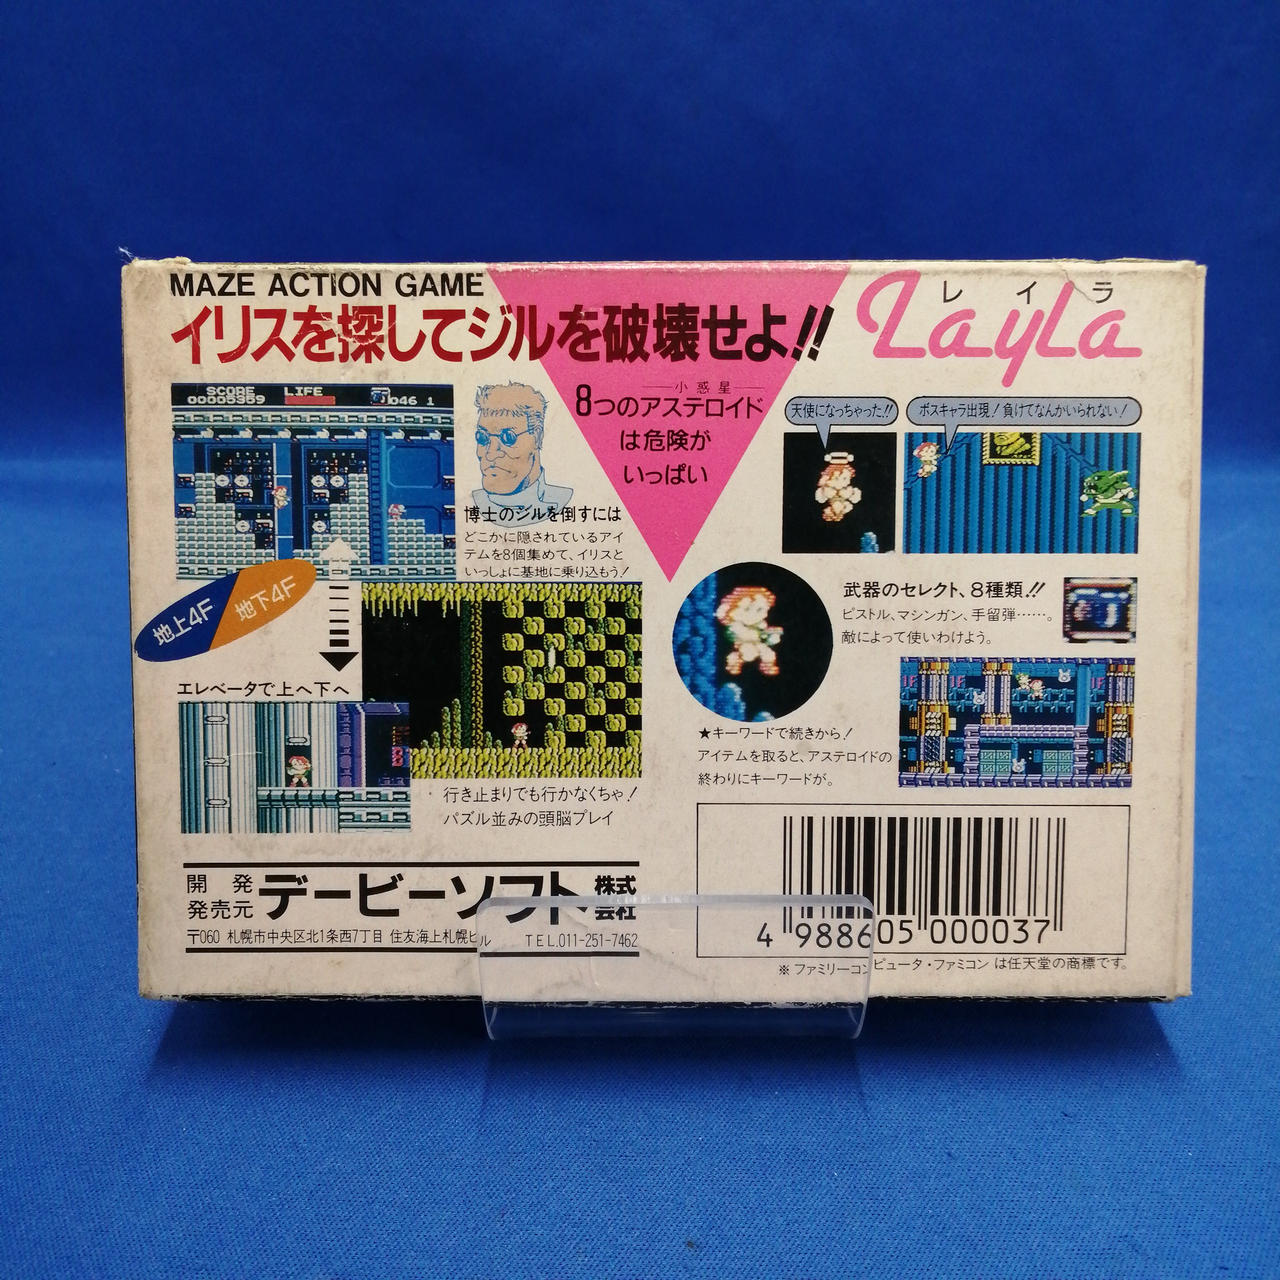 MAZE ACTION GAME
イリスを探してジルを破壊せよ!!
レイラ
Layla
小惑星
8つのアステロイド
は危険が
いっぱい
SCORE LIFE
00005359 046 1
博士のジルを倒すには
どこかに隠されているアイ
テムを8個集めて、イリスと
いっしょに基地に乗り込もう!
地上4F 地下4F
エレベータで上へ下へ
行き止まりでも行かなくちゃ!
パズル並みの頭脳プレイ
天使になっちゃった!!
ボスキャラ出現!負けてなんかいられない!
武器のセレクト、8種類!!
ピストル、マシンガン、手留弾……。
敵によって使いわけよう。
★キーワードで続きから!
アイテムを取ると、アステロイドの
終わりにキーワードが。
1F 1F
開発
発売元
デービーソフト株式会社
〒060 札幌市中央区北1条西7丁目 住友海上札幌ビル TEL.011-251-7462
4 988605 000037
※ファミリーコンピュータ・ファミコン は任天堂の商標です。